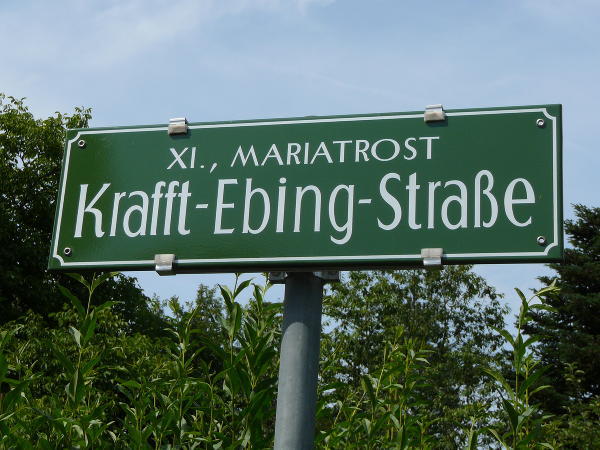 XI., MARIATROST
Krafft-Ebing-Straße